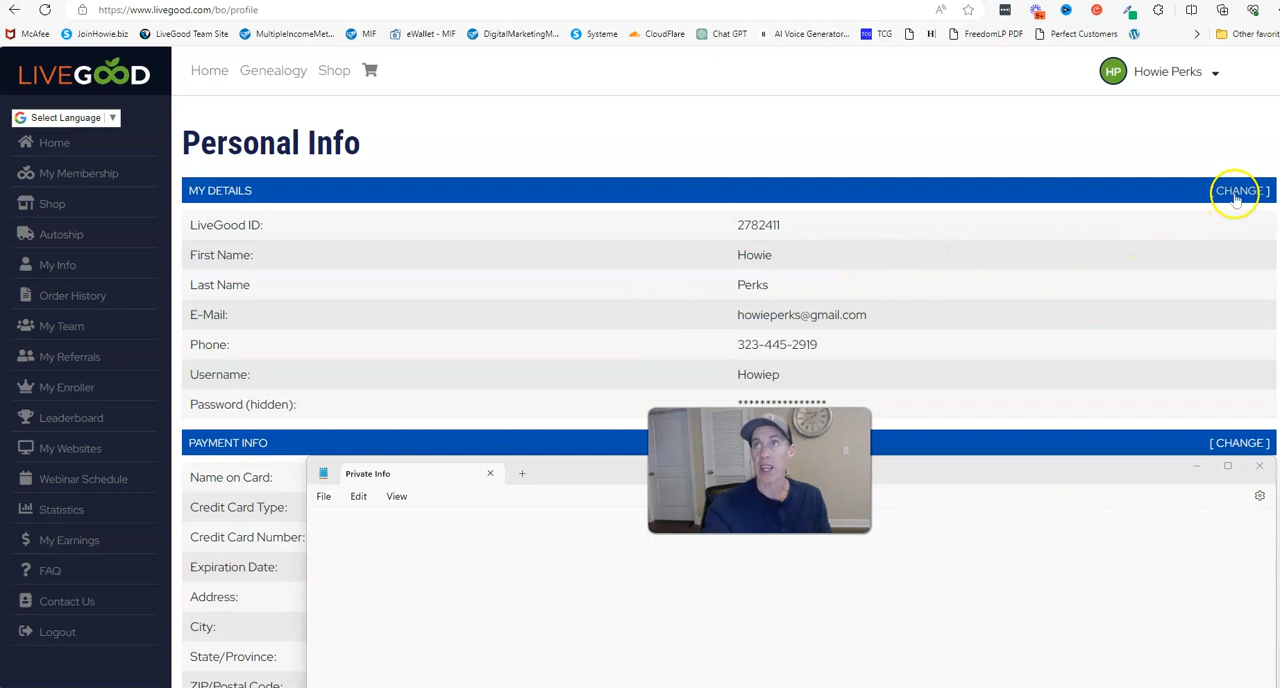 https://www.livegood.com/bo/profile
McAfee
JoinHowie.biz
LiveGood Team Site
MultipleIncomeMet...
MIF
eWallet - MIF
DigitalMarketingM...
Systeme
CloudFlare
Chat GPT
AI Voice Generator...
TCG
FreedomLP PDF
Perfect Customers
Other favorit
9+
LIVEGOOD
Home
Genealogy
Shop
HP
Howie Perks
Select Language
Home
My Membership
Shop
Autoship
My Info
Order History
My Team
My Referrals
My Enroller
Leaderboard
My Websites
Webinar Schedule
Statistics
My Earnings
FAQ
Contact Us
Logout
Personal Info
MY DETAILS
[ CHANGE ]
LiveGood ID: 2782411
First Name: Howie
Last Name Perks
E-Mail: howieperks@gmail.com
Phone: 323-445-2919
Username: Howiep
Password (hidden): ****************
PAYMENT INFO
[ CHANGE ]
Name on Card:
Credit Card Type:
Credit Card Number:
Expiration Date:
Address:
City:
State/Province:
ZIP/Postal Code:
Private Info
File
Edit
View